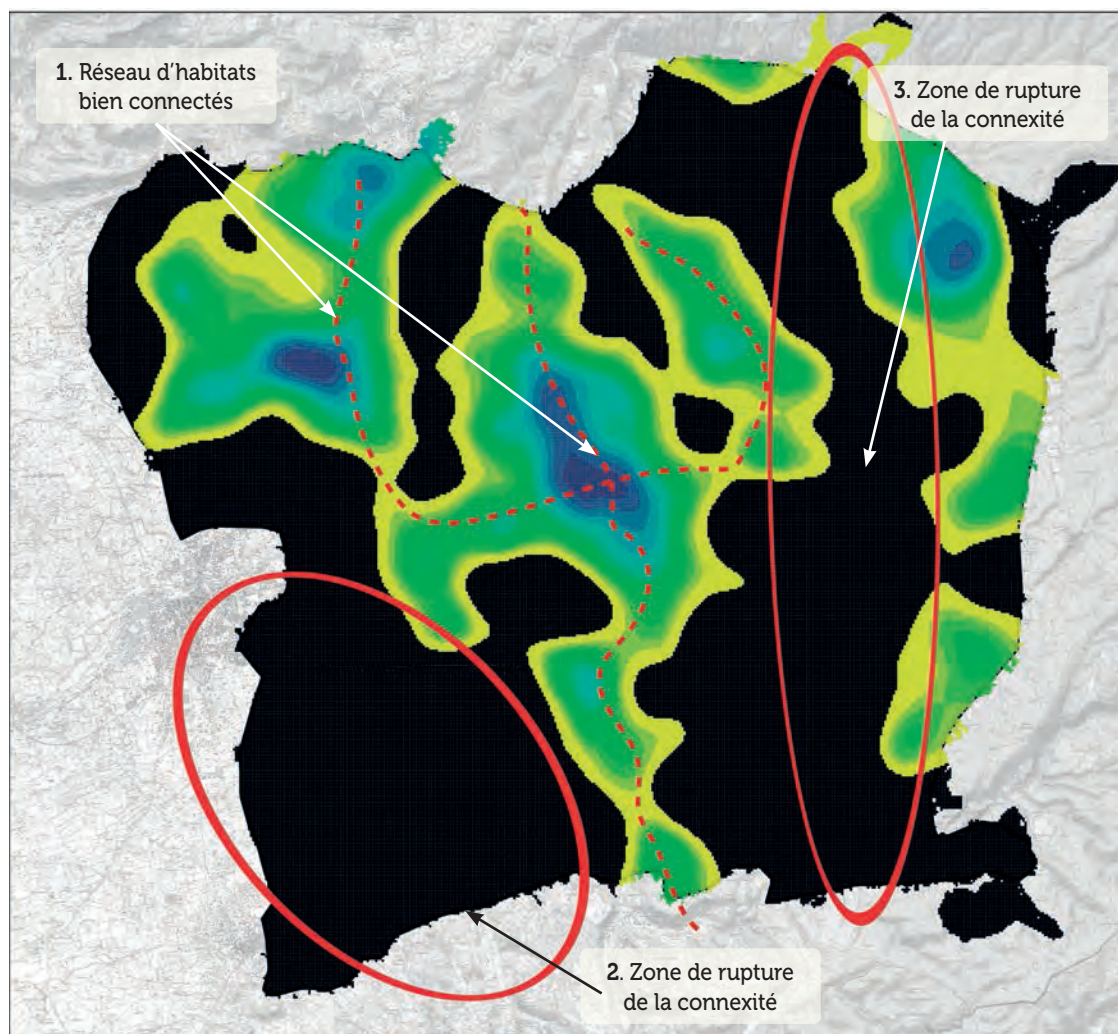 1. Réseau d'habitats
bien connectés
3. Zone de rupture
de la connexité
2. Zone de rupture
de la connexité